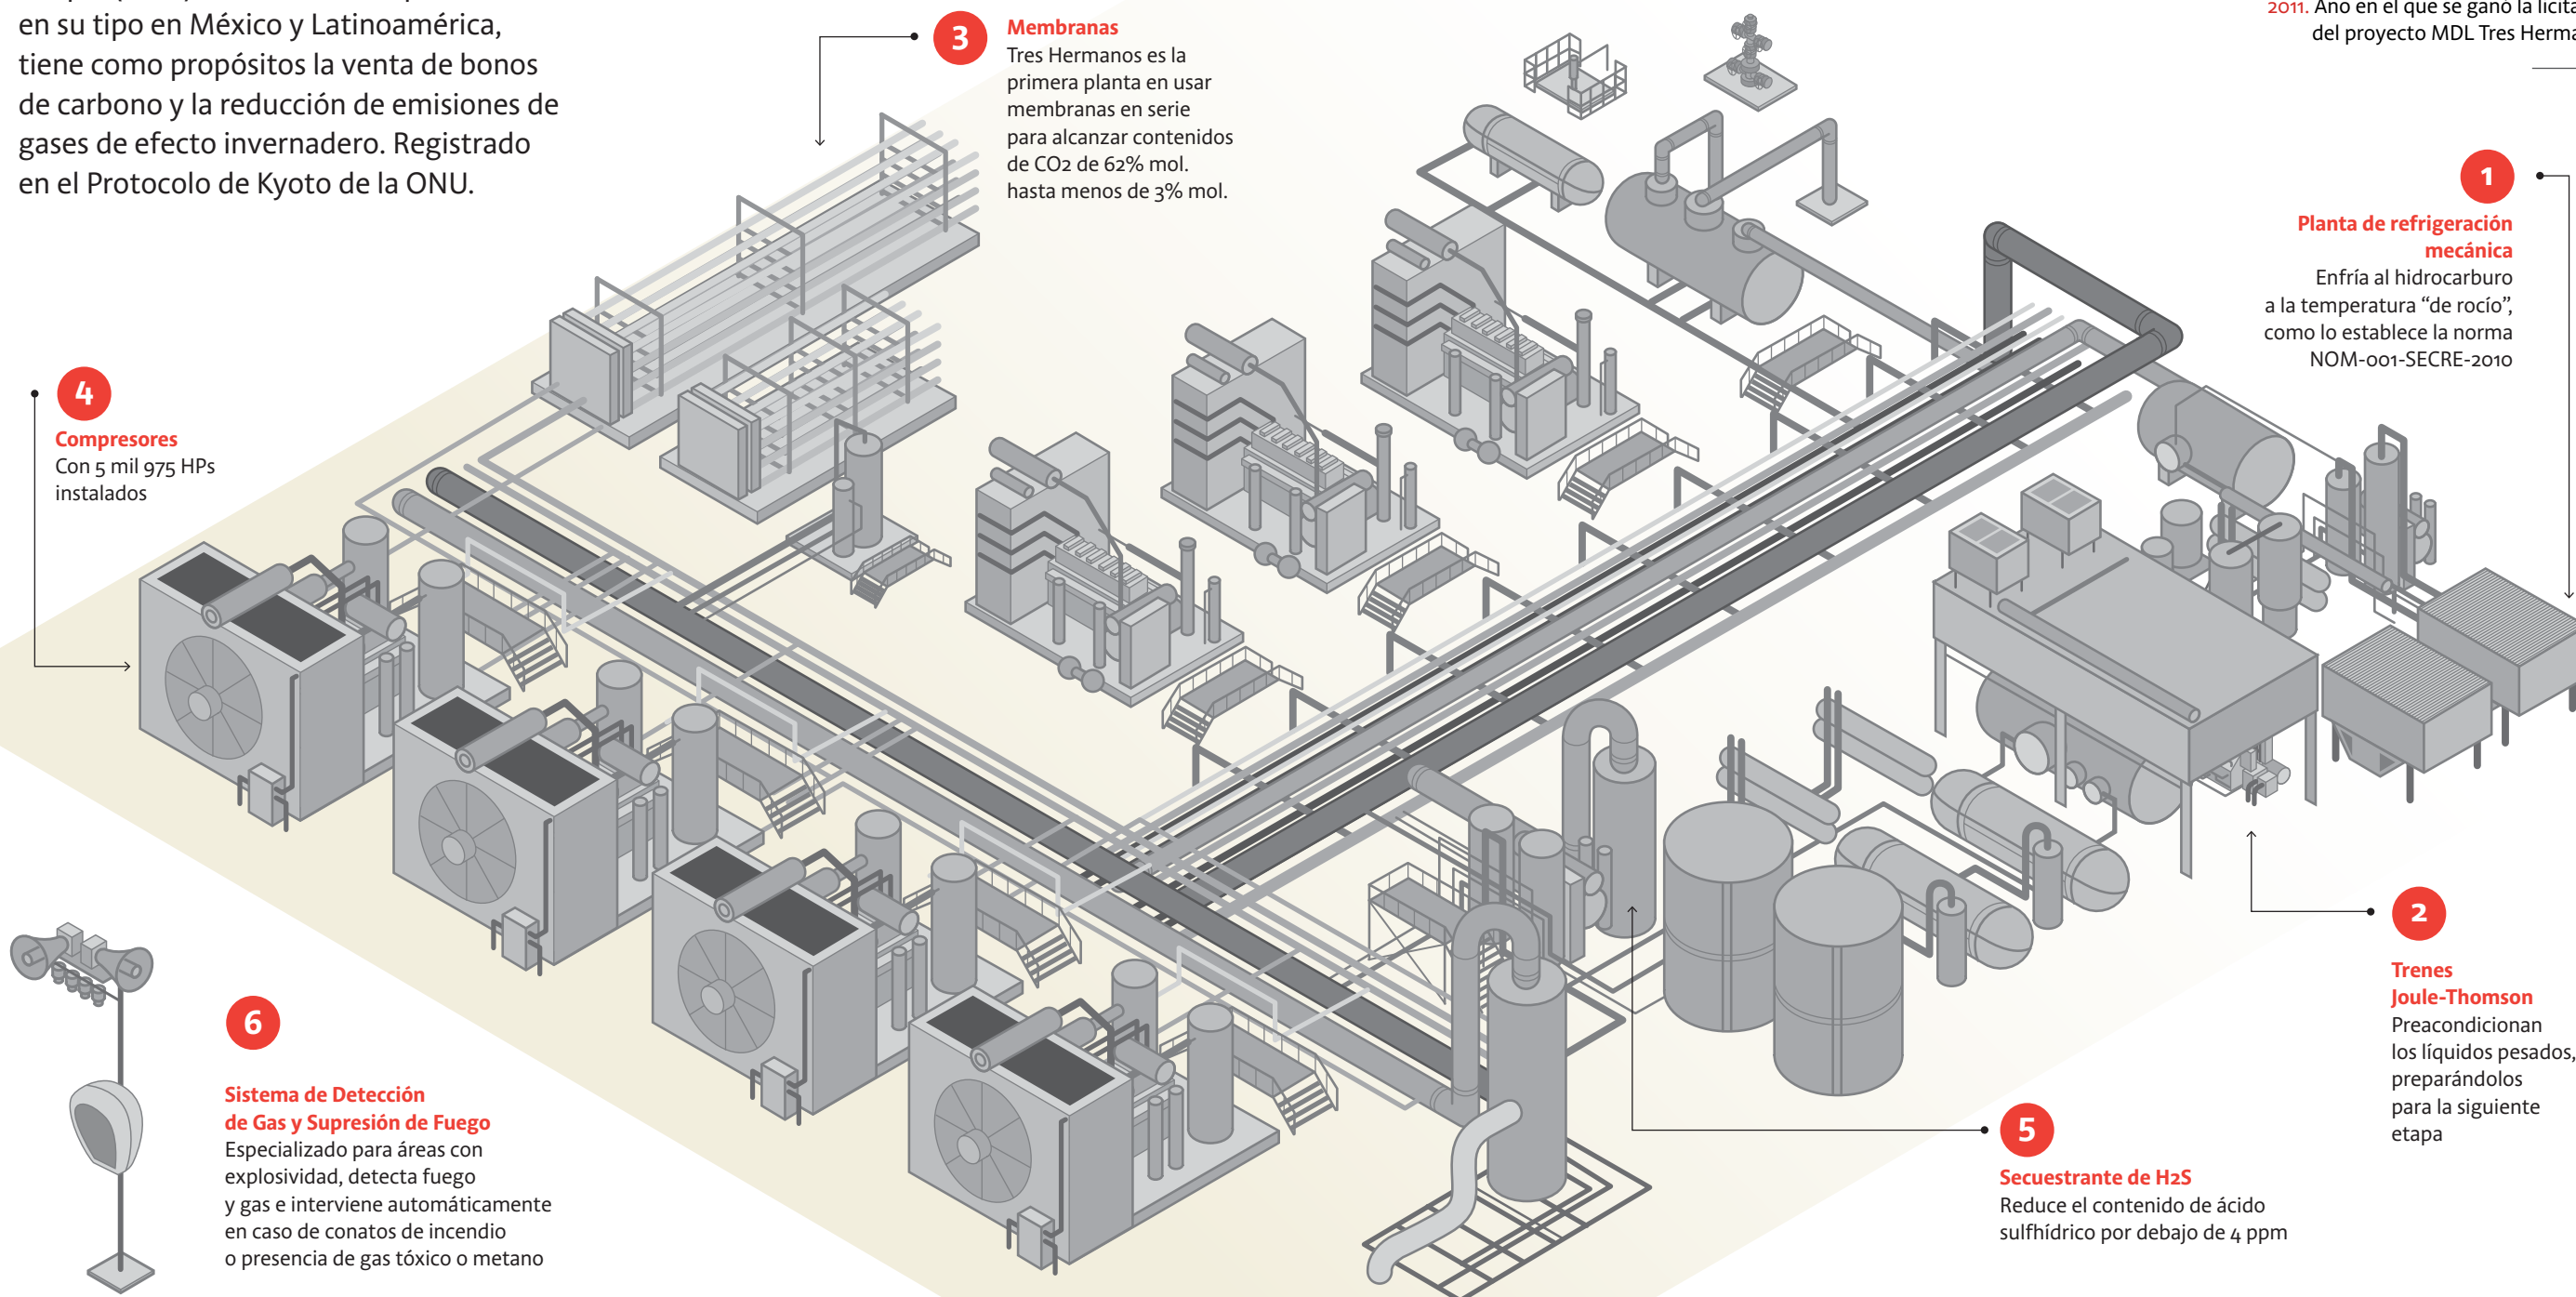 en su tipo en México y Latinoamérica,
tiene como propósitos la venta de bonos
de carbono y la reducción de emisiones de
gases de efecto invernadero. Registrado
en el Protocolo de Kyoto de la ONU.
3
Membranas
Tres Hermanos es la
primera planta en usar
membranas en serie
para alcanzar contenidos
de CO2 de 62% mol.
hasta menos de 3% mol.
2011. Año en el que se ganó la
del proyecto MDL Tres
1
Planta de refrigeración
mecánica
Enfría al hidrocarburo
a la temperatura “de rocío”,
como lo establece la norma
NOM-001-SECRE-2010
4
Compresores
Con 5 mil 975 HPs
instalados
2
Trenes
Joule-Thomson
Preacondicionan
los líquidos pesados,
preparándolos
para la siguiente
etapa
6
Sistema de Detección
de Gas y Supresión de Fuego
Especializado para áreas con
explosividad, detecta fuego
y gas e interviene automáticamente
en caso de conatos de incendio
o presencia de gas tóxico o metano
5
Secuestrante de H2S
Reduce el contenido de ácido
sulfhídrico por debajo de 4 ppm